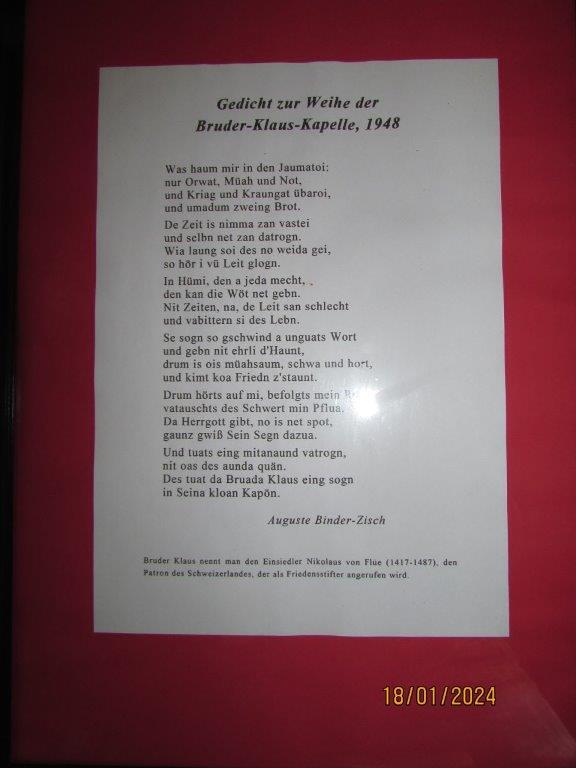 Gedicht zur Weihe der
Bruder-Klaus-Kapelle, 1948
Was haum mir in den Jaumatoi:
nur Orwat, Müah und Not,
und Kriag und Kraungat übaroi,
und umadum zweing Brot.
De Zeit is nimma zan vastei
und selbn net zan datrogn.
Wia laung soi des no weida gei,
so hör i vü Leit glogn.
In Hümi, den a jeda mecht,
den kan die Wöt net gebn.
Nit Zeiten, na, de Leit san schlecht
und vabittern si des Lebn.
Se sogn so gschwind a unguats Wort
und gebn nit ehrli d'Haunt,
drum is ois müahsaum, schwa und hort,
und kimt koa Friedn z'staunt.
Drum hörts auf mi, befolgts mein
vatauschts des Schwert min Pflua.
Da Herrgott gibt, no is net spot,
gaunz gwiß Sein Segn dazua.
Und tuats eing mitanaund vatrogn,
nit oas des aunda quän.
Des tuat da Bruada Klaus eing sogn
in Seina kloan Kapön.
Auguste Binder-Zisch
Bruder Klaus nennt man den Einsiedler Nikolaus von Flüe (1417-1487), den
Patron des Schweizerlandes, der als Friedensstifter angerufen wird.
18/01/2024